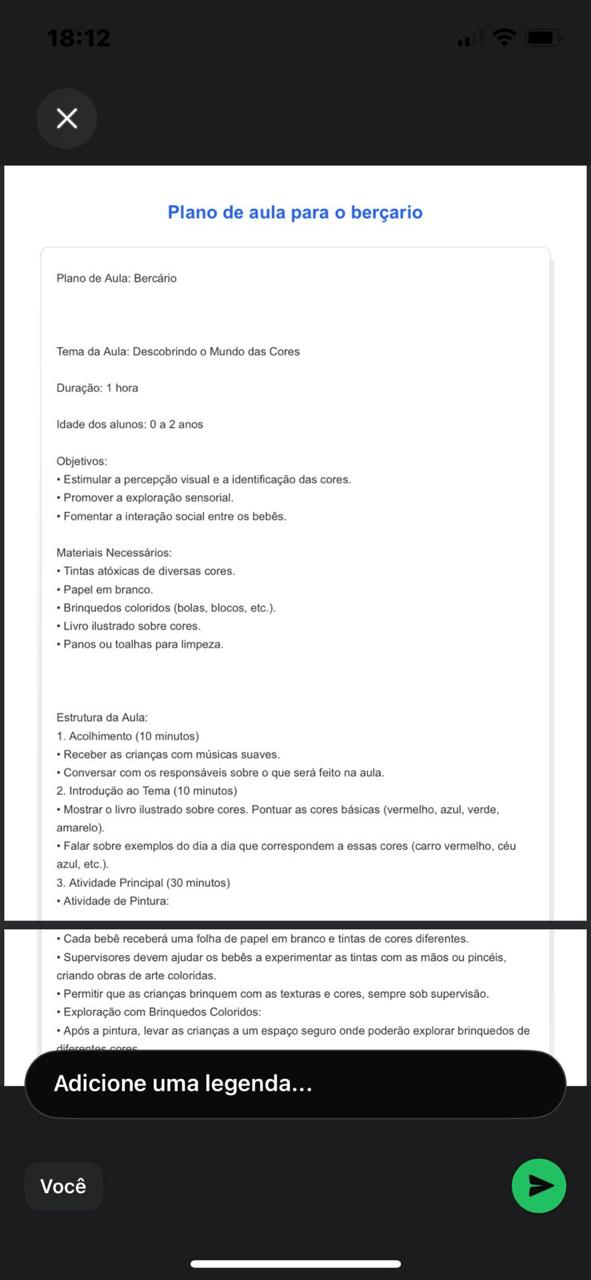 18:12
Plano de aula para o berçario
Plano de Aula: Bercário
Tema da Aula: Descobrindo o Mundo das Cores
Duração: 1 hora
Idade dos alunos: 0 a 2 anos
Objetivos:
• Estimular a percepção visual e a identificação das cores.
• Promover a exploração sensorial.
• Fomentar a interação social entre os bebês.
Materiais Necessários:
• Tintas atóxicas de diversas cores.
• Papel em branco.
• Brinquedos coloridos (bolas, blocos, etc.).
• Livro ilustrado sobre cores.
• Panos ou toalhas para limpeza.
Estrutura da Aula:
1. Acolhimento (10 minutos)
• Receber as crianças com músicas suaves.
• Conversar com os responsáveis sobre o que será feito na aula.
2. Introdução ao Tema (10 minutos)
• Mostrar o livro ilustrado sobre cores. Pontuar as cores básicas (vermelho, azul, verde,
amarelo).
• Falar sobre exemplos do dia a dia que correspondem a essas cores (carro vermelho, céu
azul, etc.).
3. Atividade Principal (30 minutos)
• Atividade de Pintura:
• Cada bebê receberá uma folha de papel em branco e tintas de cores diferentes.
• Supervisores devem ajudar os bebês a experimentar as tintas com as mãos ou pincéis,
criando obras de arte coloridas.
• Permitir que as crianças brinquem com as texturas e cores, sempre sob supervisão.
• Exploração com Brinquedos Coloridos:
• Após a pintura, levar as crianças a um espaço seguro onde poderão explorar brinquedos de
diferentes cores
Adicione uma legenda...
Você